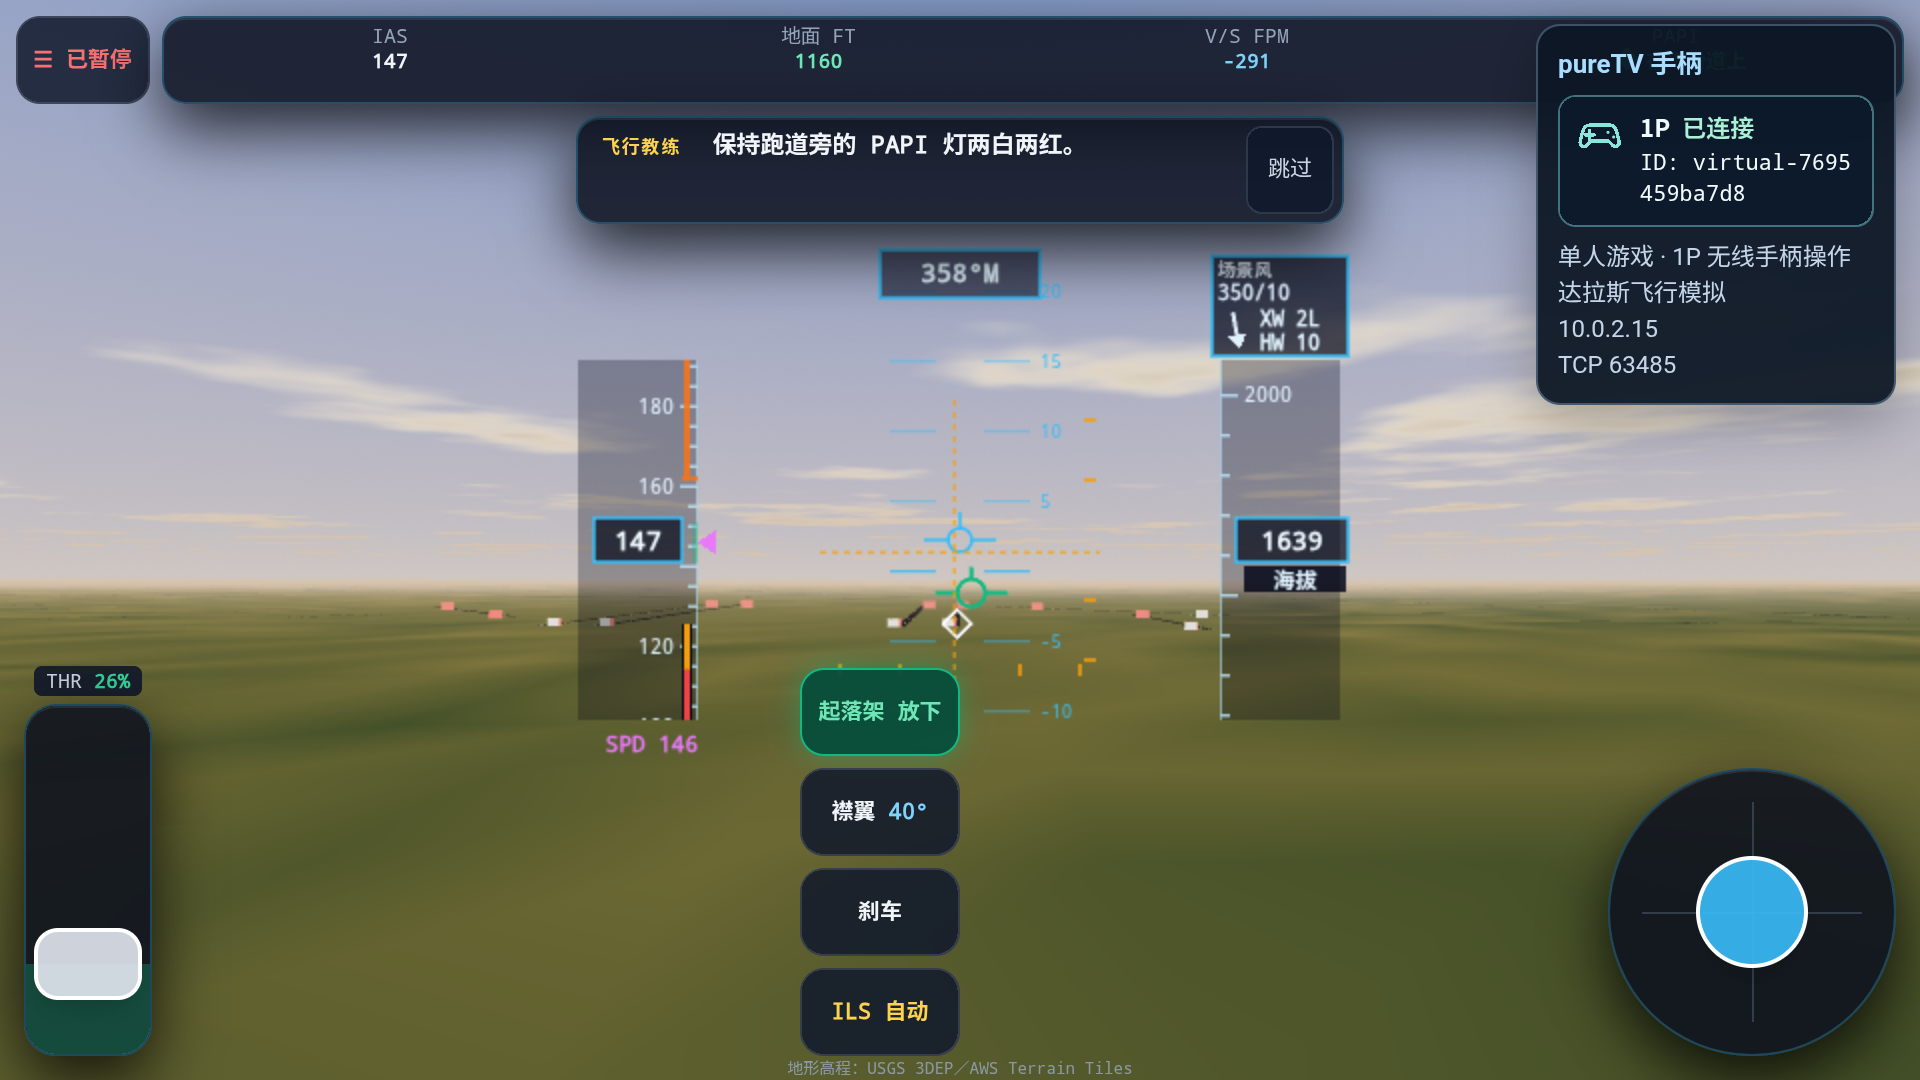 ☰ 已暂停
IAS
147
地面 FT
1160
V/S FPM
-291
PAPI
道上
pureTV 手柄
1P 已连接
ID: virtual-7695
459ba7d8
单人游戏 · 1P 无线手柄操作
达拉斯飞行模拟
10.0.2.15
TCP 63485
飞行教练 保持跑道旁的 PAPI 灯两白两红。
跳过
358°M
20
15
10
5
-5
-10
场景风
350/10
XW 2L
HW 10
180
160
147
120
SPD 146
2000
1639
海拔
THR 26%
起落架 放下
襟翼 40°
刹车
ILS 自动
地形高程: USGS 3DEP／AWS Terrain Tiles